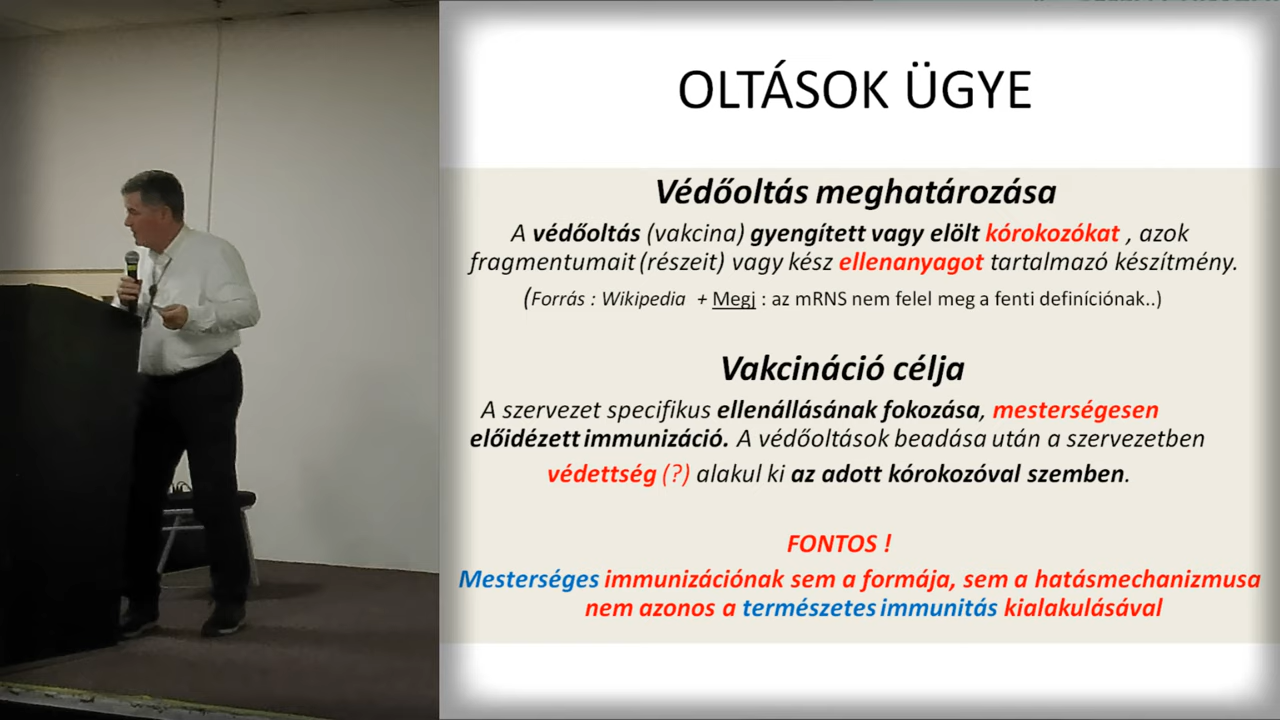 OLTÁSOK ÜGYE
Védőoltás meghatározása
A védőoltás (vakcina) gyengített vagy elölt kórokozókat , azok
fragmentumait (részeit) vagy kész ellenanyagot tartalmazó készítmény.
(Forrás : Wikipedia + Megj : az mRNS nem felel meg a fenti definíciónak..)
Vakcináció célja
A szervezet specifikus ellenállásának fokozása, mesterségesen
előidézett immunizáció. A védőoltások beadása után a szervezetben
védettség (?) alakul ki az adott kórokozóval szemben.
FONTOS !
Mesterséges immunizációnak sem a formája, sem a hatásmechanizmusa
nem azonos a természetes immunitás kialakulásával